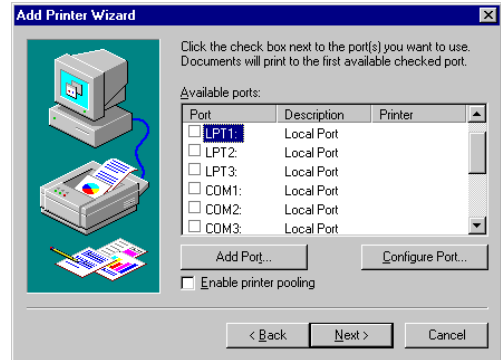 Add Printer Wizard
Click the check box next to the port(s) you want to use.
Documents will print to the first available checked port.
Available ports:
Port Description Printer
LPT1: Local Port
LPT2: Local Port
LPT3: Local Port
COM1: Local Port
COM2: Local Port
COM3: Local Port
Add Port... Configure Port...
Enable printer pooling
< Back Next > Cancel